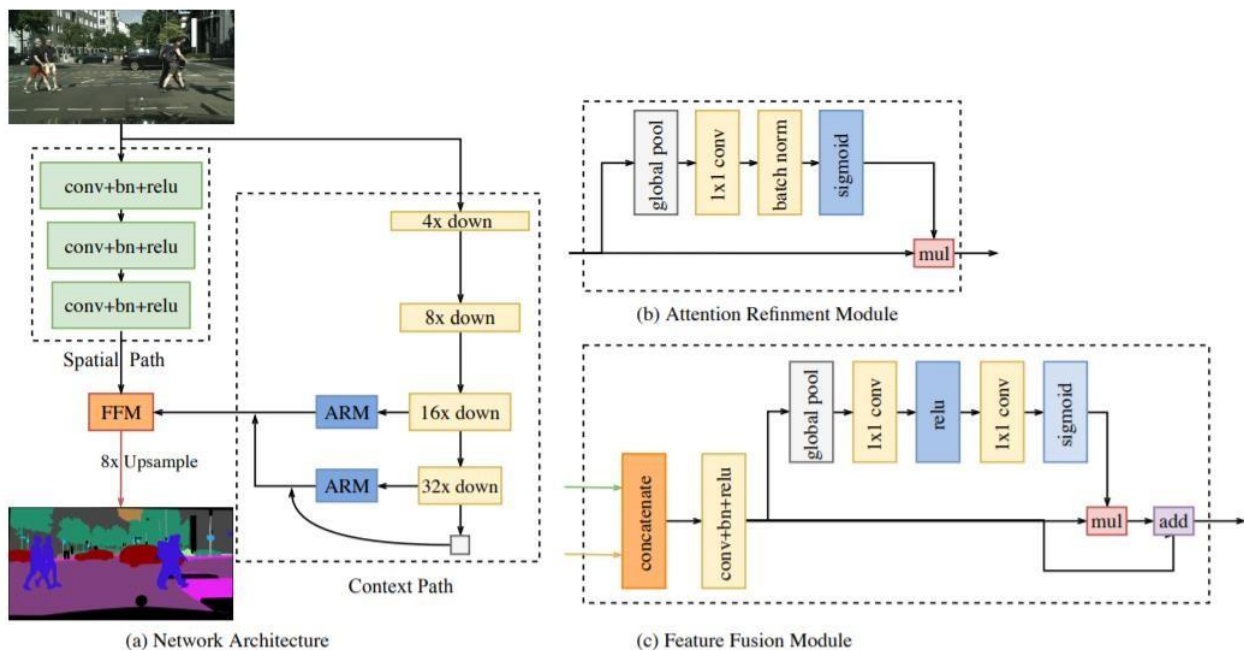 conv+bn+relu
conv+bn+relu
conv+bn+relu
Spatial Path
FFM
8x Upsample
4x down
8x down
ARM
16x down
ARM
32x down
Context Path
(a) Network Architecture
global pool
1x1 conv
batch norm
sigmoid
mul
(b) Attention Refinment Module
concatenate
conv+bn+relu
global pool
1x1 conv
relu
1x1 conv
sigmoid
mul
add
(c) Feature Fusion Module